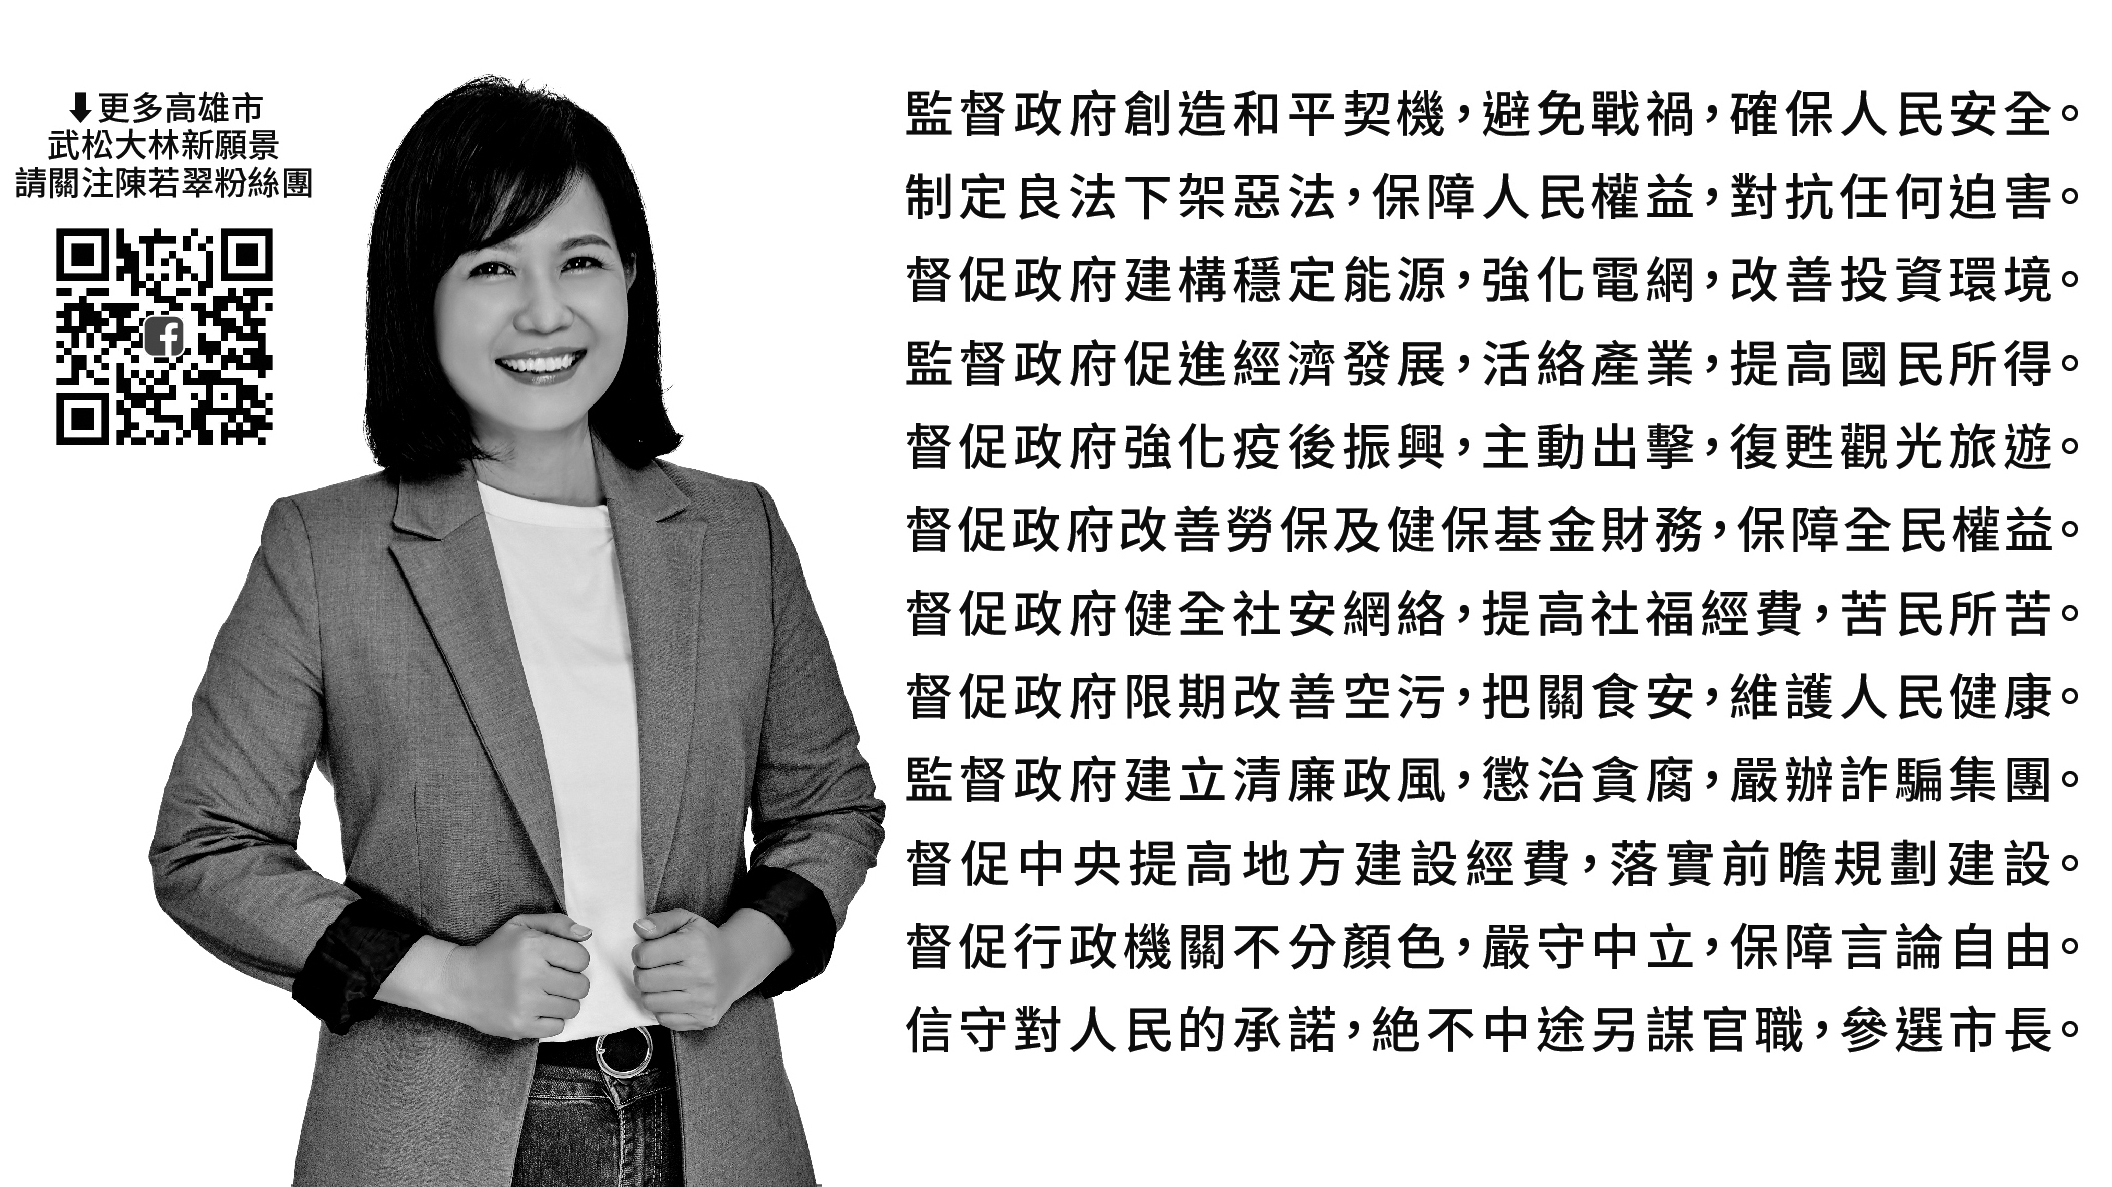 ⬇更多高雄市
武松大林新願景
請關注陳若翠粉絲團
監督政府創造和平契機，避免戰禍，確保人民安全。
制定良法下架惡法，保障人民權益，對抗任何迫害。
督促政府建構穩定能源，強化電網，改善投資環境。
監督政府促進經濟發展，活絡產業，提高國民所得。
督促政府強化疫後振興，主動出擊，復甦觀光旅遊。
督促政府改善勞保及健保基金財務，保障全民權益。
督促政府健全社安網絡，提高社福經費，苦民所苦。
督促政府限期改善空污，把關食安，維護人民健康。
監督政府建立清廉政風，懲治貪腐，嚴辦詐騙集團。
督促中央提高地方建設經費，落實前瞻規劃建設。
督促行政機關不分顏色，嚴守中立，保障言論自由。
信守對人民的承諾，絕不中途另謀官職，參選市長。